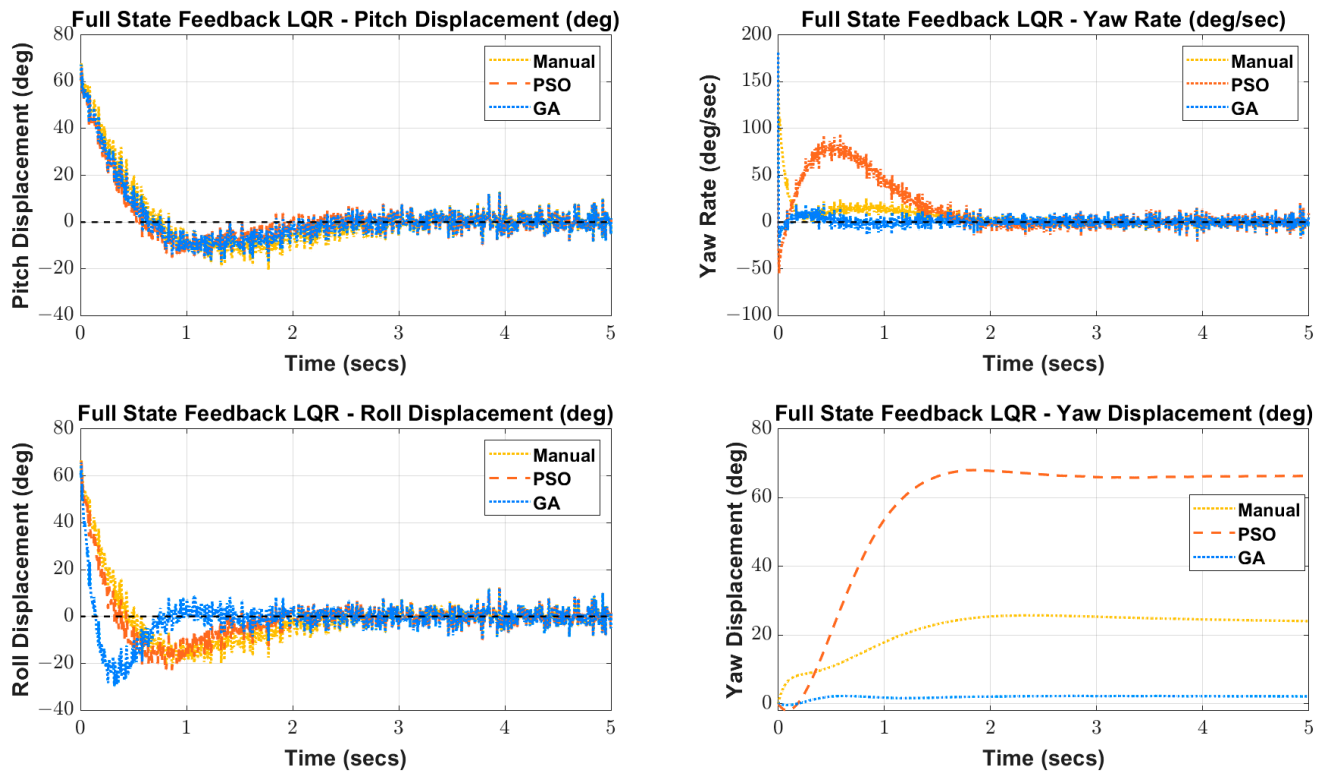 Full State Feedback LQR - Pitch Displacement (deg)
80
60
40
20
0
−20
−40
Pitch Displacement (deg)
Manual
PSO
GA
0 1 2 3 4 5
Time (secs)
Full State Feedback LQR - Yaw Rate (deg/sec)
200
150
100
50
0
−50
−100
Yaw Rate (deg/sec)
Manual
PSO
GA
0 1 2 3 4 5
Time (secs)
Full State Feedback LQR - Roll Displacement (deg)
80
60
40
20
0
−20
−40
Roll Displacement (deg)
Manual
PSO
GA
0 1 2 3 4 5
Time (secs)
Full State Feedback LQR - Yaw Displacement (deg)
80
60
40
20
0
Yaw Displacement (deg)
Manual
PSO
GA
0 1 2 3 4 5
Time (secs)